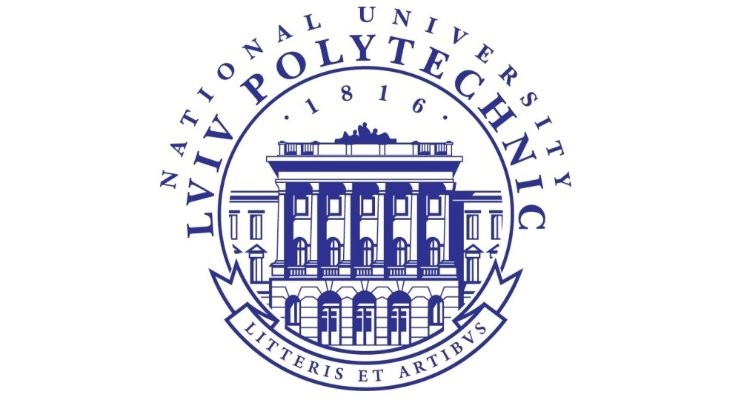 NATIONAL UNIVERSITY
LVIV POLYTECHNIC
· 1816 ·
LITTERIS ET ARTIBVS